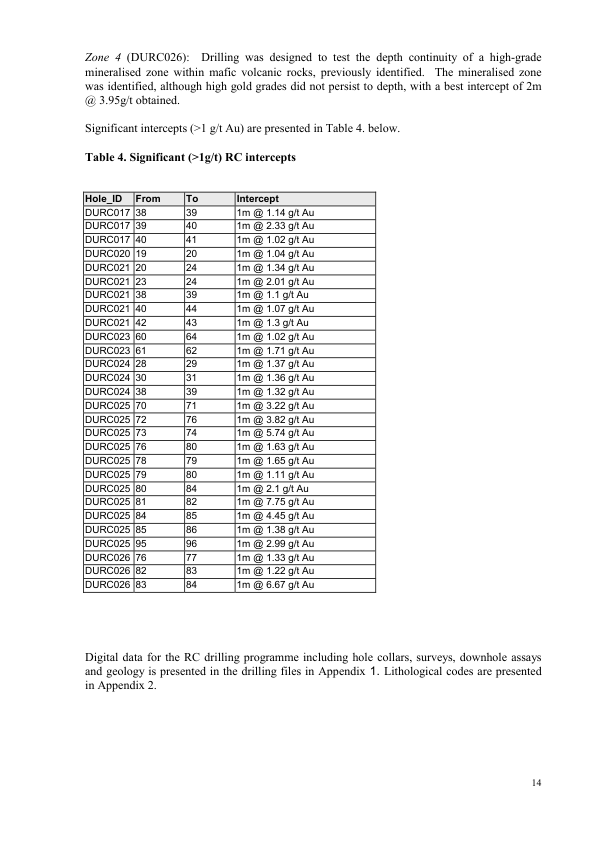 Zone 4 (DURC026): Drilling was designed to test the depth continuity of a high-grade
mineralised zone within mafic volcanic rocks, previously identified. The mineralised zone
was identified, although high gold grades did not persist to depth, with a best intercept of 2m
@ 3.95g/t obtained.
Significant intercepts (>1 g/t Au) are presented in Table 4. below.
Table 4. Significant (>1g/t) RC intercepts
Hole_ID From To Intercept
DURC017 38 39 1m @ 1.14 g/t Au
DURC017 39 40 1m @ 2.33 g/t Au
DURC017 40 41 1m @ 1.02 g/t Au
DURC020 19 20 1m @ 1.04 g/t Au
DURC021 20 24 1m @ 1.34 g/t Au
DURC021 23 24 1m @ 2.01 g/t Au
DURC021 38 39 1m @ 1.1 g/t Au
DURC021 40 44 1m @ 1.07 g/t Au
DURC021 42 43 1m @ 1.3 g/t Au
DURC023 60 64 1m @ 1.02 g/t Au
DURC023 61 62 1m @ 1.71 g/t Au
DURC024 28 29 1m @ 1.37 g/t Au
DURC024 30 31 1m @ 1.36 g/t Au
DURC024 38 39 1m @ 1.32 g/t Au
DURC025 70 71 1m @ 3.22 g/t Au
DURC025 72 76 1m @ 3.82 g/t Au
DURC025 73 74 1m @ 5.74 g/t Au
DURC025 76 80 1m @ 1.63 g/t Au
DURC025 78 79 1m @ 1.65 g/t Au
DURC025 79 80 1m @ 1.11 g/t Au
DURC025 80 84 1m @ 2.1 g/t Au
DURC025 81 82 1m @ 7.75 g/t Au
DURC025 84 85 1m @ 4.45 g/t Au
DURC025 85 86 1m @ 1.38 g/t Au
DURC025 95 96 1m @ 2.99 g/t Au
DURC026 76 77 1m @ 1.33 g/t Au
DURC026 82 83 1m @ 1.22 g/t Au
DURC026 83 84 1m @ 6.67 g/t Au
Digital data for the RC drilling programme including hole collars, surveys, downhole assays
and geology is presented in the drilling files in Appendix 1. Lithological codes are presented
in Appendix 2.
14